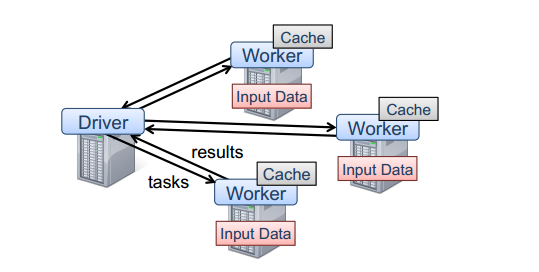 Cache
Worker
Input Data
Driver
Cache
Worker
Input Data
results
tasks
Cache
Worker
Input Data